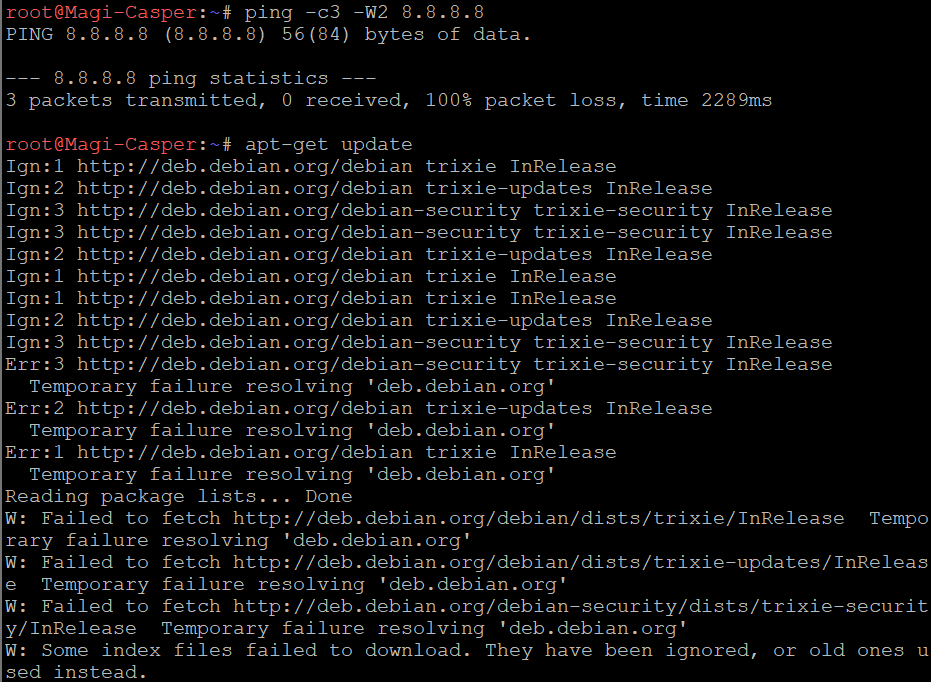 root@Magi-Casper:~# ping -c3 -W2 8.8.8.8
PING 8.8.8.8 (8.8.8.8) 56(84) bytes of data.

--- 8.8.8.8 ping statistics ---
3 packets transmitted, 0 received, 100% packet loss, time 2289ms

root@Magi-Casper:~# apt-get update
Ign:1 http://deb.debian.org/debian trixie InRelease
Ign:2 http://deb.debian.org/debian trixie-updates InRelease
Ign:3 http://deb.debian.org/debian-security trixie-security InRelease
Ign:3 http://deb.debian.org/debian-security trixie-security InRelease
Ign:2 http://deb.debian.org/debian trixie-updates InRelease
Ign:1 http://deb.debian.org/debian trixie InRelease
Ign:1 http://deb.debian.org/debian trixie InRelease
Ign:2 http://deb.debian.org/debian trixie-updates InRelease
Ign:3 http://deb.debian.org/debian-security trixie-security InRelease
Err:3 http://deb.debian.org/debian-security trixie-security InRelease
  Temporary failure resolving 'deb.debian.org'
Err:2 http://deb.debian.org/debian trixie-updates InRelease
  Temporary failure resolving 'deb.debian.org'
Err:1 http://deb.debian.org/debian trixie InRelease
  Temporary failure resolving 'deb.debian.org'
Reading package lists... Done
W: Failed to fetch http://deb.debian.org/debian/dists/trixie/InRelease  Tempo
rary failure resolving 'deb.debian.org'
W: Failed to fetch http://deb.debian.org/debian/dists/trixie-updates/InReleas
e  Temporary failure resolving 'deb.debian.org'
W: Failed to fetch http://deb.debian.org/debian-security/dists/trixie-securit
y/InRelease  Temporary failure resolving 'deb.debian.org'
W: Some index files failed to download. They have been ignored, or old ones u
sed instead.